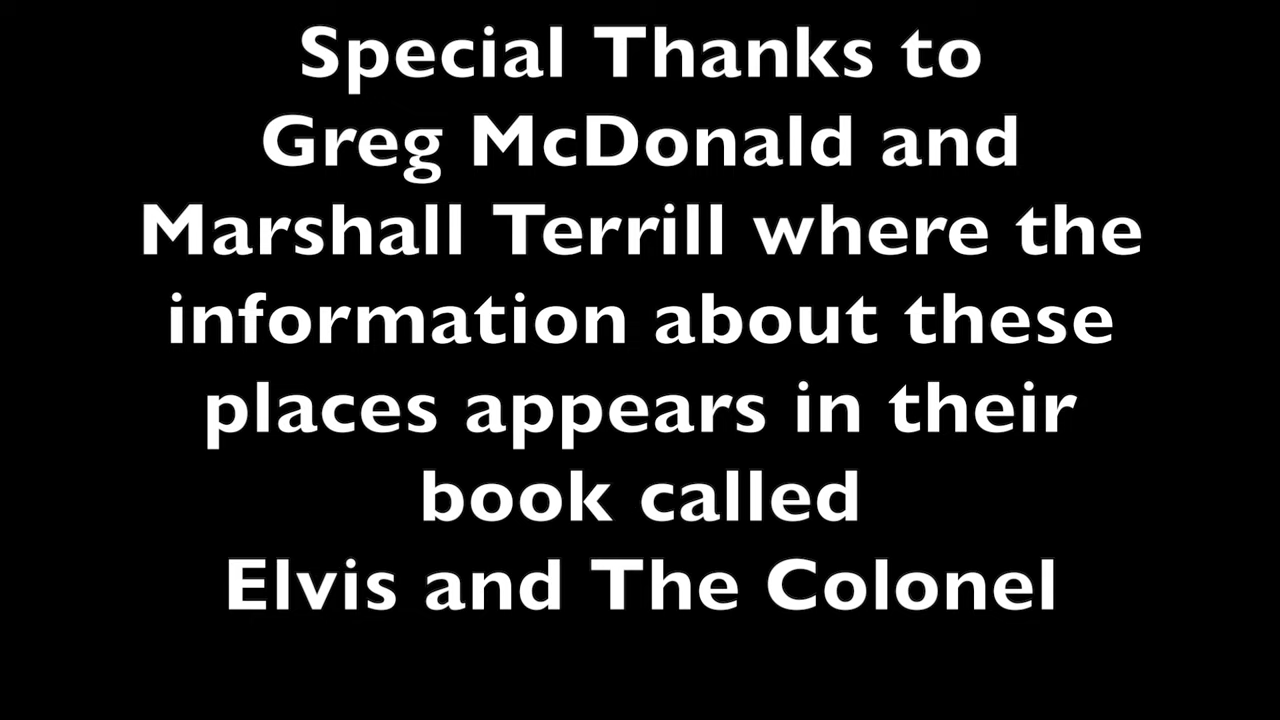 Special Thanks to
Greg McDonald and
Marshall Terrill where the
information about these
places appears in their
book called
Elvis and The Colonel